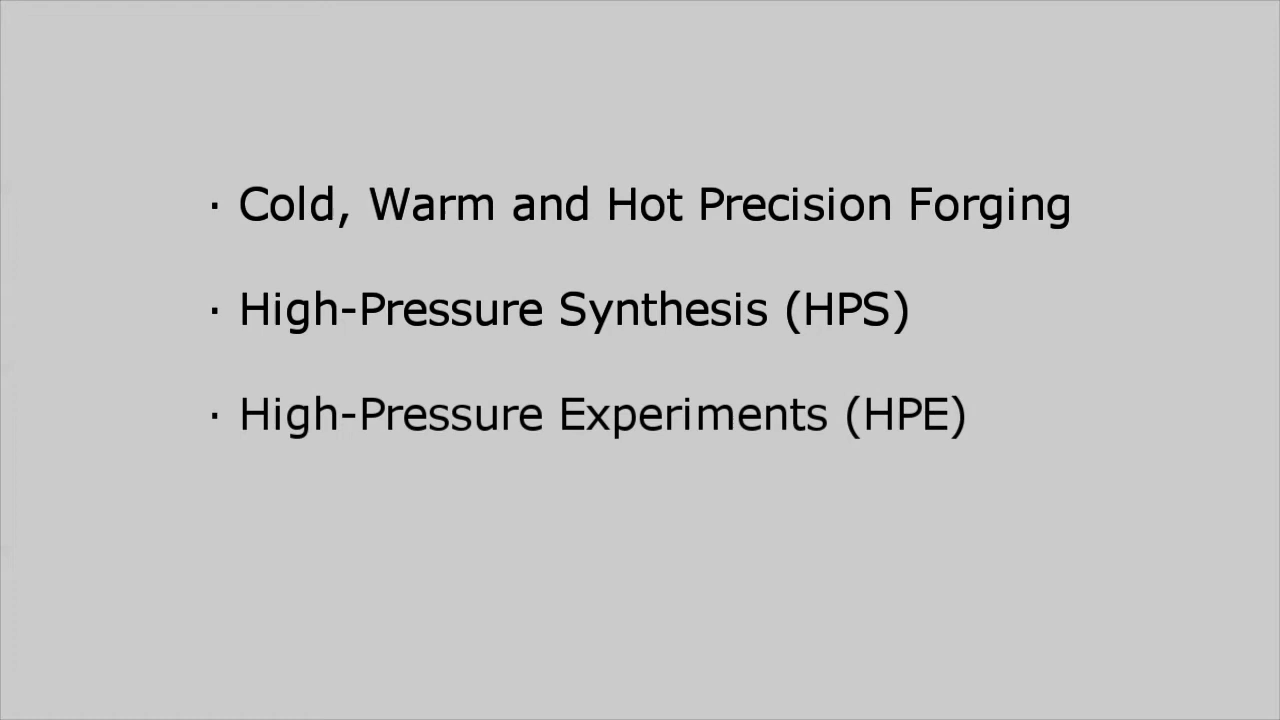 · Cold, Warm and Hot Precision Forging
· High-Pressure Synthesis (HPS)
· High-Pressure Experiments (HPE)